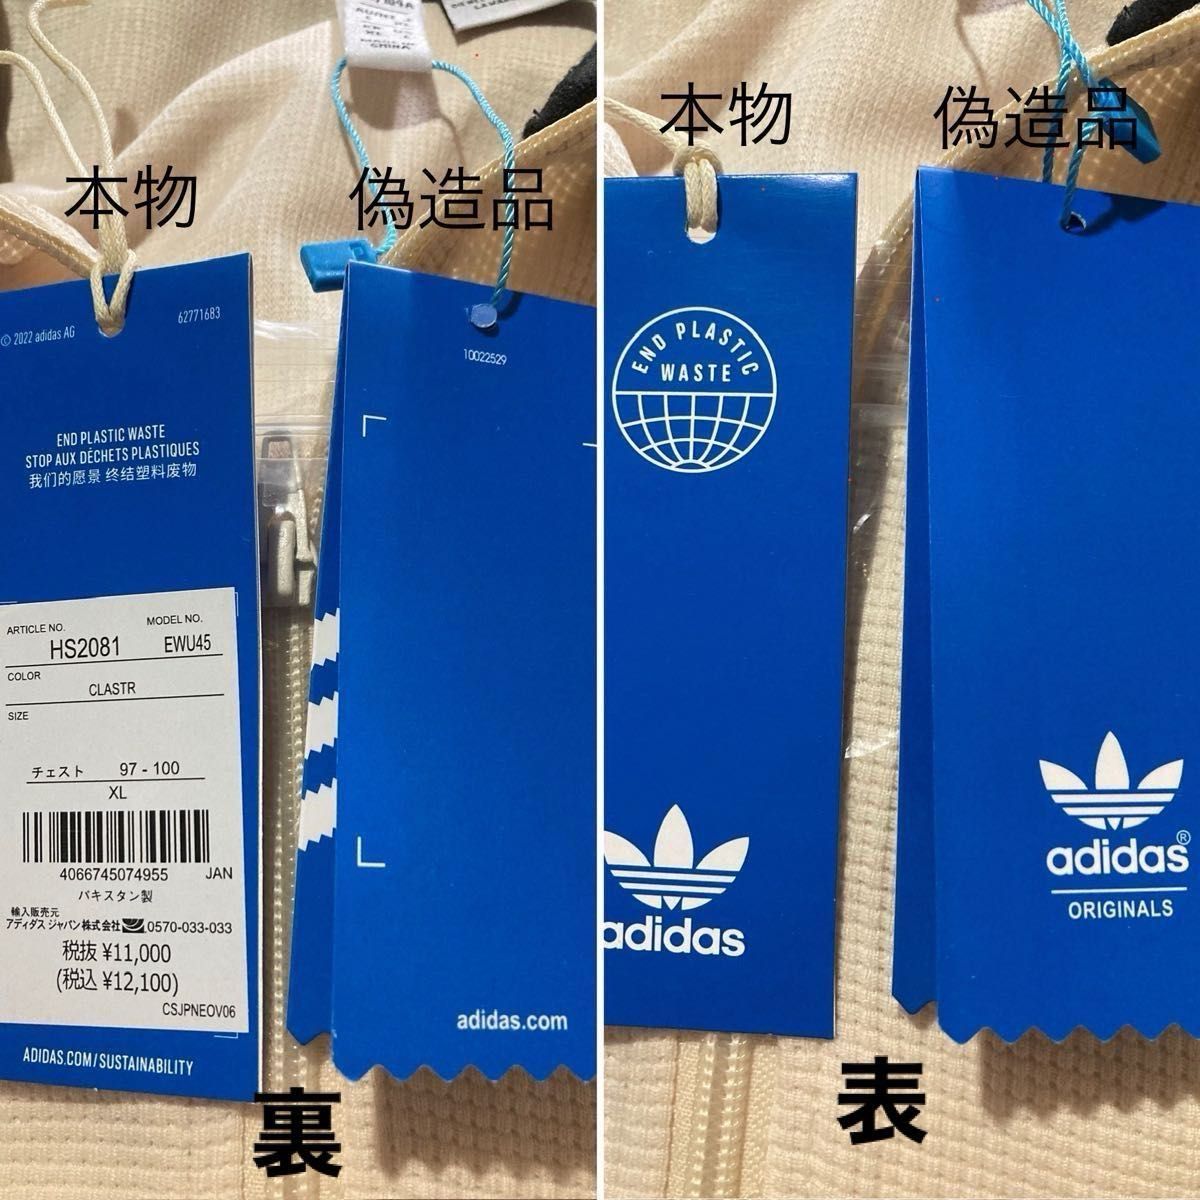 本物
偽造品
© 2022 adidas AG
62771683
END PLASTIC WASTE
STOP AUX DÉCHETS PLASTIQUES
我们的愿景 终结塑料废物
ARTICLE NO.
MODEL NO.
HS2081
EWU45
COLOR
CLASTR
SIZE
チェスト 97 - 100
XL
4066745074955 JAN
パキスタン製
輸入販売元
アディダス ジャパン株式会社 0570-033-033
税抜 ¥11,000
(税込 ¥12,100)
CSJPNEOV06
ADIDAS.COM/SUSTAINABILITY
10022529
adidas.com
裏
本物
偽造品
END PLASTIC
WASTE
adidas
adidas®
ORIGINALS
表